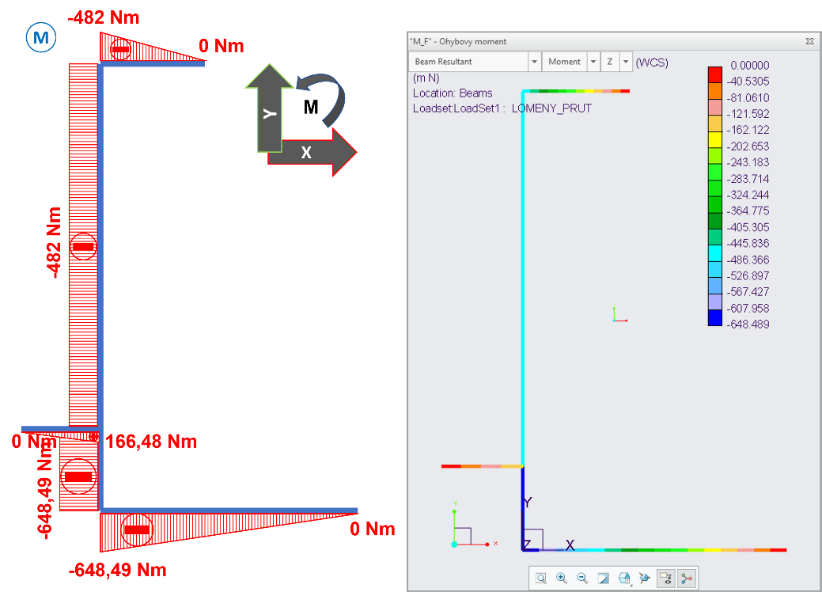 M
-482 Nm
0 Nm
Y
M
X
-482 Nm
0 Nm
166,48 Nm
-648,49 Nm
0 Nm
-648,49 Nm
"M_F" - Ohybovy moment
Beam Resultant Moment Z (WCS)
(m N)
Location: Beams
Loadset:LoadSet1 : LOMENY_PRUT
0.00000
-40.5305
-81.0610
-121.592
-162.122
-202.653
-243.183
-283.714
-324.244
-364.775
-405.305
-445.836
-486.366
-526.897
-567.427
-607.958
-648.489
Y
Z
X
Y
X